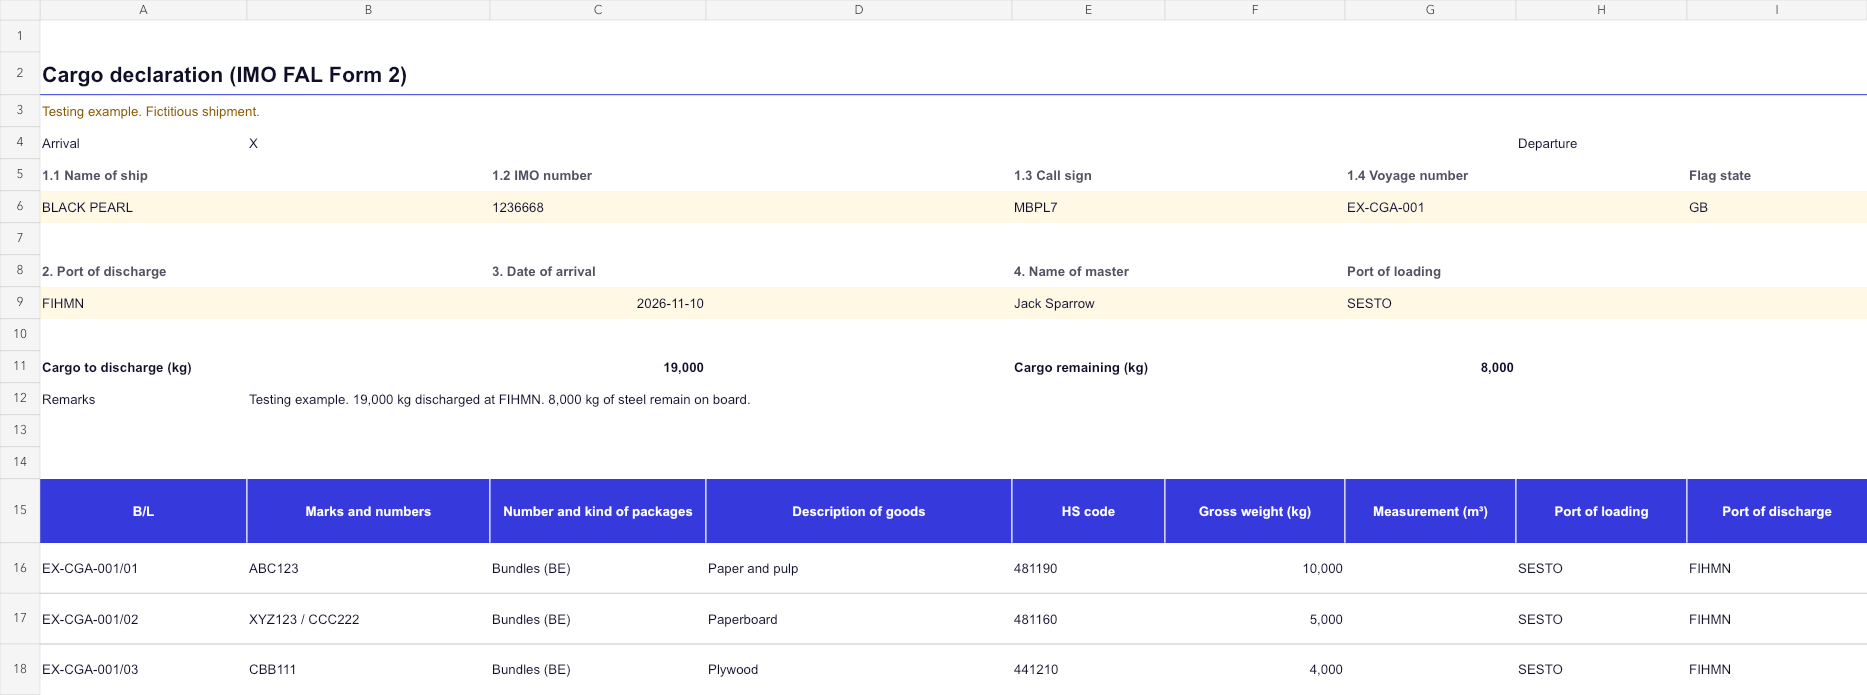 A B C D E F G H I
1
2 Cargo declaration (IMO FAL Form 2)
3 Testing example. Fictitious shipment.
4 Arrival X Departure
5 1.1 Name of ship 1.2 IMO number 1.3 Call sign 1.4 Voyage number Flag state
6 BLACK PEARL 1236668 MBPL7 EX-CGA-001 GB
7
8 2. Port of discharge 3. Date of arrival 4. Name of master Port of loading
9 FIHMN 2026-11-10 Jack Sparrow SESTO
10
11 Cargo to discharge (kg) 19,000 Cargo remaining (kg) 8,000
12 Remarks Testing example. 19,000 kg discharged at FIHMN. 8,000 kg of steel remain on board.
13
14
15 B/L Marks and numbers Number and kind of packages Description of goods HS code Gross weight (kg) Measurement (m³) Port of loading Port of discharge
16 EX-CGA-001/01 ABC123 Bundles (BE) Paper and pulp 481190 10,000 SESTO FIHMN
17 EX-CGA-001/02 XYZ123 / CCC222 Bundles (BE) Paperboard 481160 5,000 SESTO FIHMN
18 EX-CGA-001/03 CBB111 Bundles (BE) Plywood 441210 4,000 SESTO FIHMN